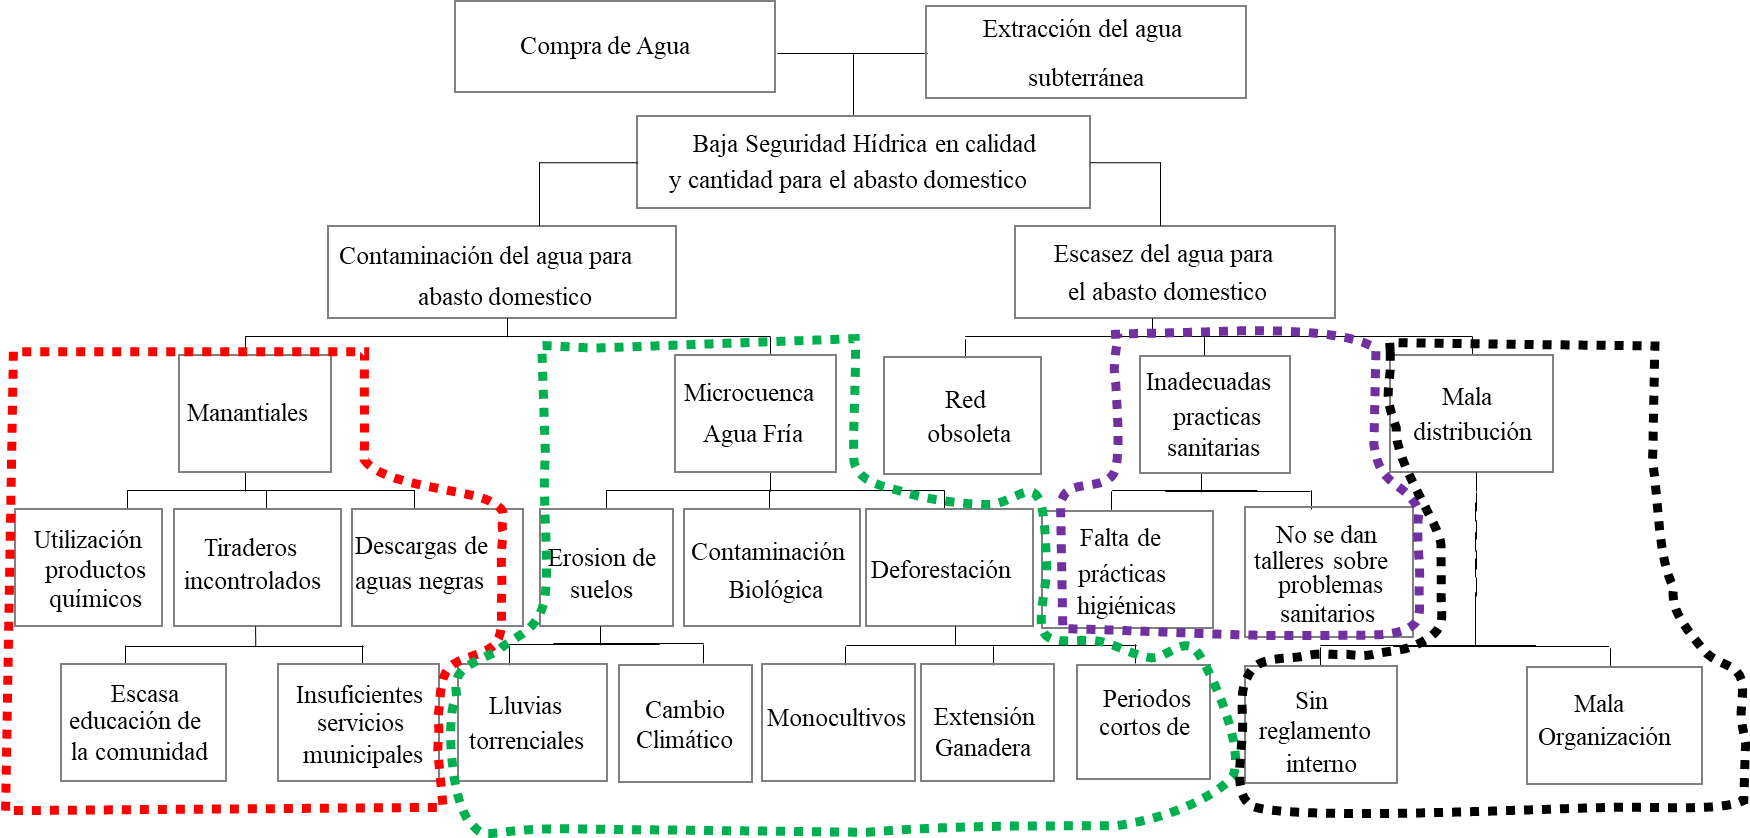 Compra de Agua
Extracción del agua
subterránea
Baja Seguridad Hídrica en calidad
y cantidad para el abasto domestico
Contaminación del agua para
abasto domestico
Escasez del agua para
el abasto domestico
Manantiales
Microcuenca
Agua Fría
Red
obsoleta
Inadecuadas
practicas
sanitarias
Mala
distribución
Utilización
productos
químicos
Tiraderos
incontrolados
Descargas de
aguas negras
Erosion de
suelos
Contaminación
Biológica
Deforestación
Falta de
prácticas
higiénicas
No se dan
talleres sobre
problemas
sanitarios
Escasa
educación de
la comunidad
Insuficientes
servicios
municipales
Lluvias
torrenciales
Cambio
Climático
Monocultivos
Extensión
Ganadera
Periodos
cortos de
Sin
reglamento
interno
Mala
Organización